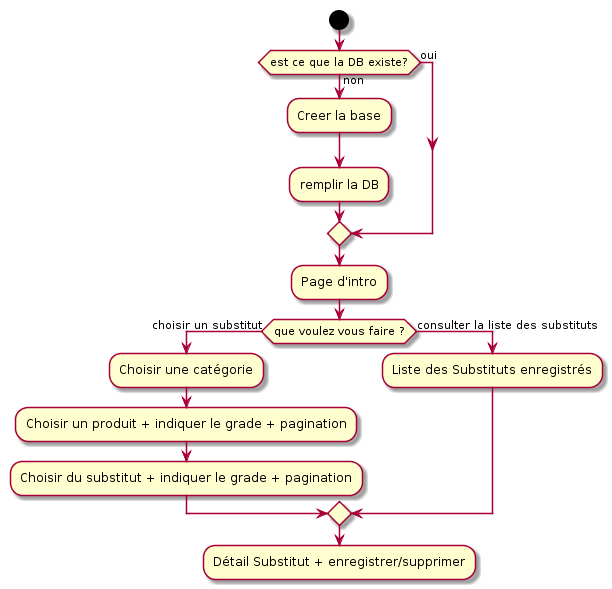 est ce que la DB existe?
oui
non
Creer la base
remplir la DB
Page d'intro
choisir un substitut
que voulez vous faire ?
consulter la liste des substituts
Choisir une catégorie
Liste des Substituts enregistrés
Choisir un produit + indiquer le grade + pagination
Choisir du substitut + indiquer le grade + pagination
Détail Substitut + enregistrer/supprimer